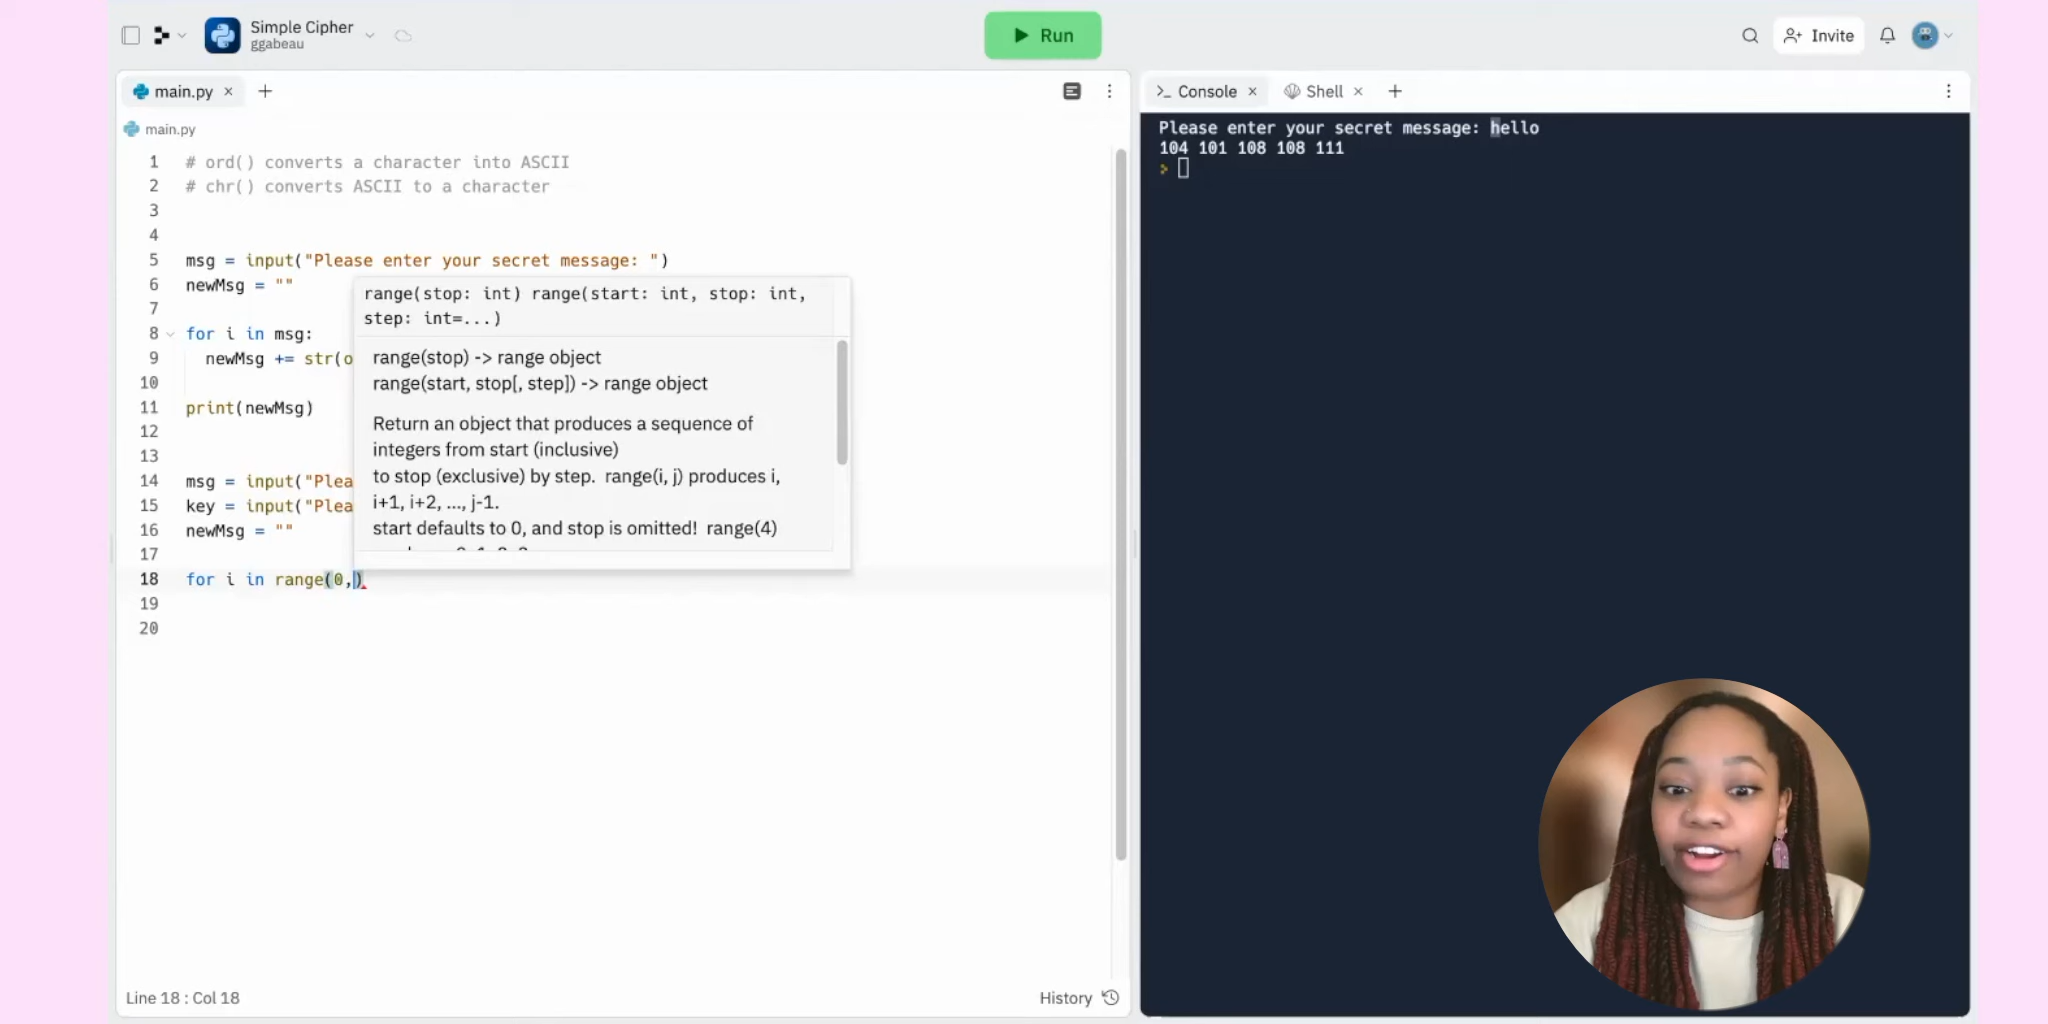 Simple Cipher
ggabeau
Run
Invite
main.py × +
main.py
1 # ord() converts a character into ASCII
2 # chr() converts ASCII to a character
3
4
5 msg = input("Please enter your secret message: ")
6 newMsg = ""
7
8 for i in msg:
9 newMsg += str(o
10
11 print(newMsg)
12
13
14 msg = input("Plea
15 key = input("Plea
16 newMsg = ""
17
18 for i in range(0,)
19
20
range(stop: int) range(start: int, stop: int,
step: int=...)
range(stop) -> range object
range(start, stop[, step]) -> range object
Return an object that produces a sequence of
integers from start (inclusive)
to stop (exclusive) by step. range(i, j) produces i,
i+1, i+2, ..., j-1.
start defaults to 0, and stop is omitted! range(4)
Line 18 : Col 18
History
>_ Console × Shell × +
Please enter your secret message: hello
104 101 108 108 111
>